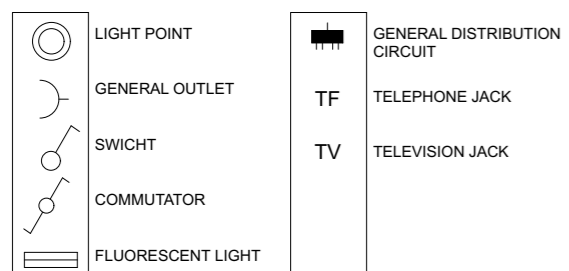 LIGHT POINT
GENERAL OUTLET
SWICHT
COMMUTATOR
FLUORESCENT LIGHT
GENERAL DISTRIBUTION
CIRCUIT
TF TELEPHONE JACK
TV TELEVISION JACK